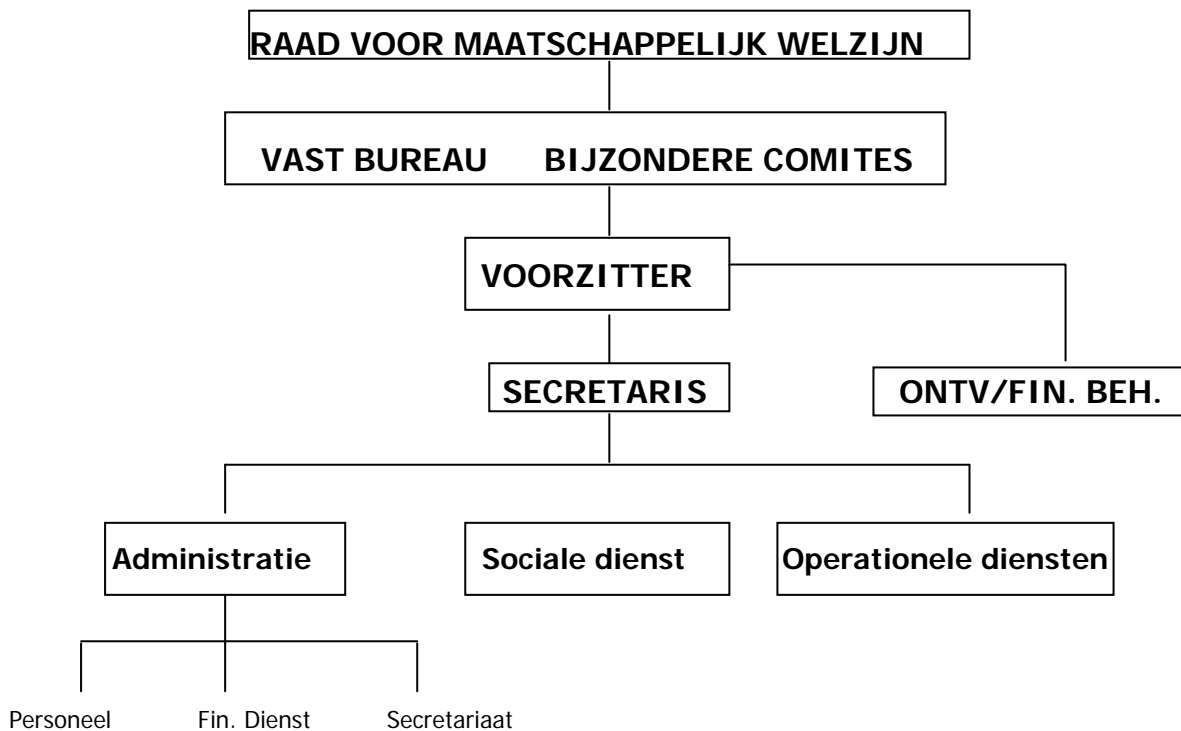 RAAD VOOR MAATSCHAPPELIJK WELZIJN
VAST BUREAU BIJZONDERE COMITES
VOORZITTER
SECRETARIS
ONTV/FIN. BEH.
Administratie
Sociale dienst
Operationele diensten
Personeel
Fin. Dienst
Secretariaat